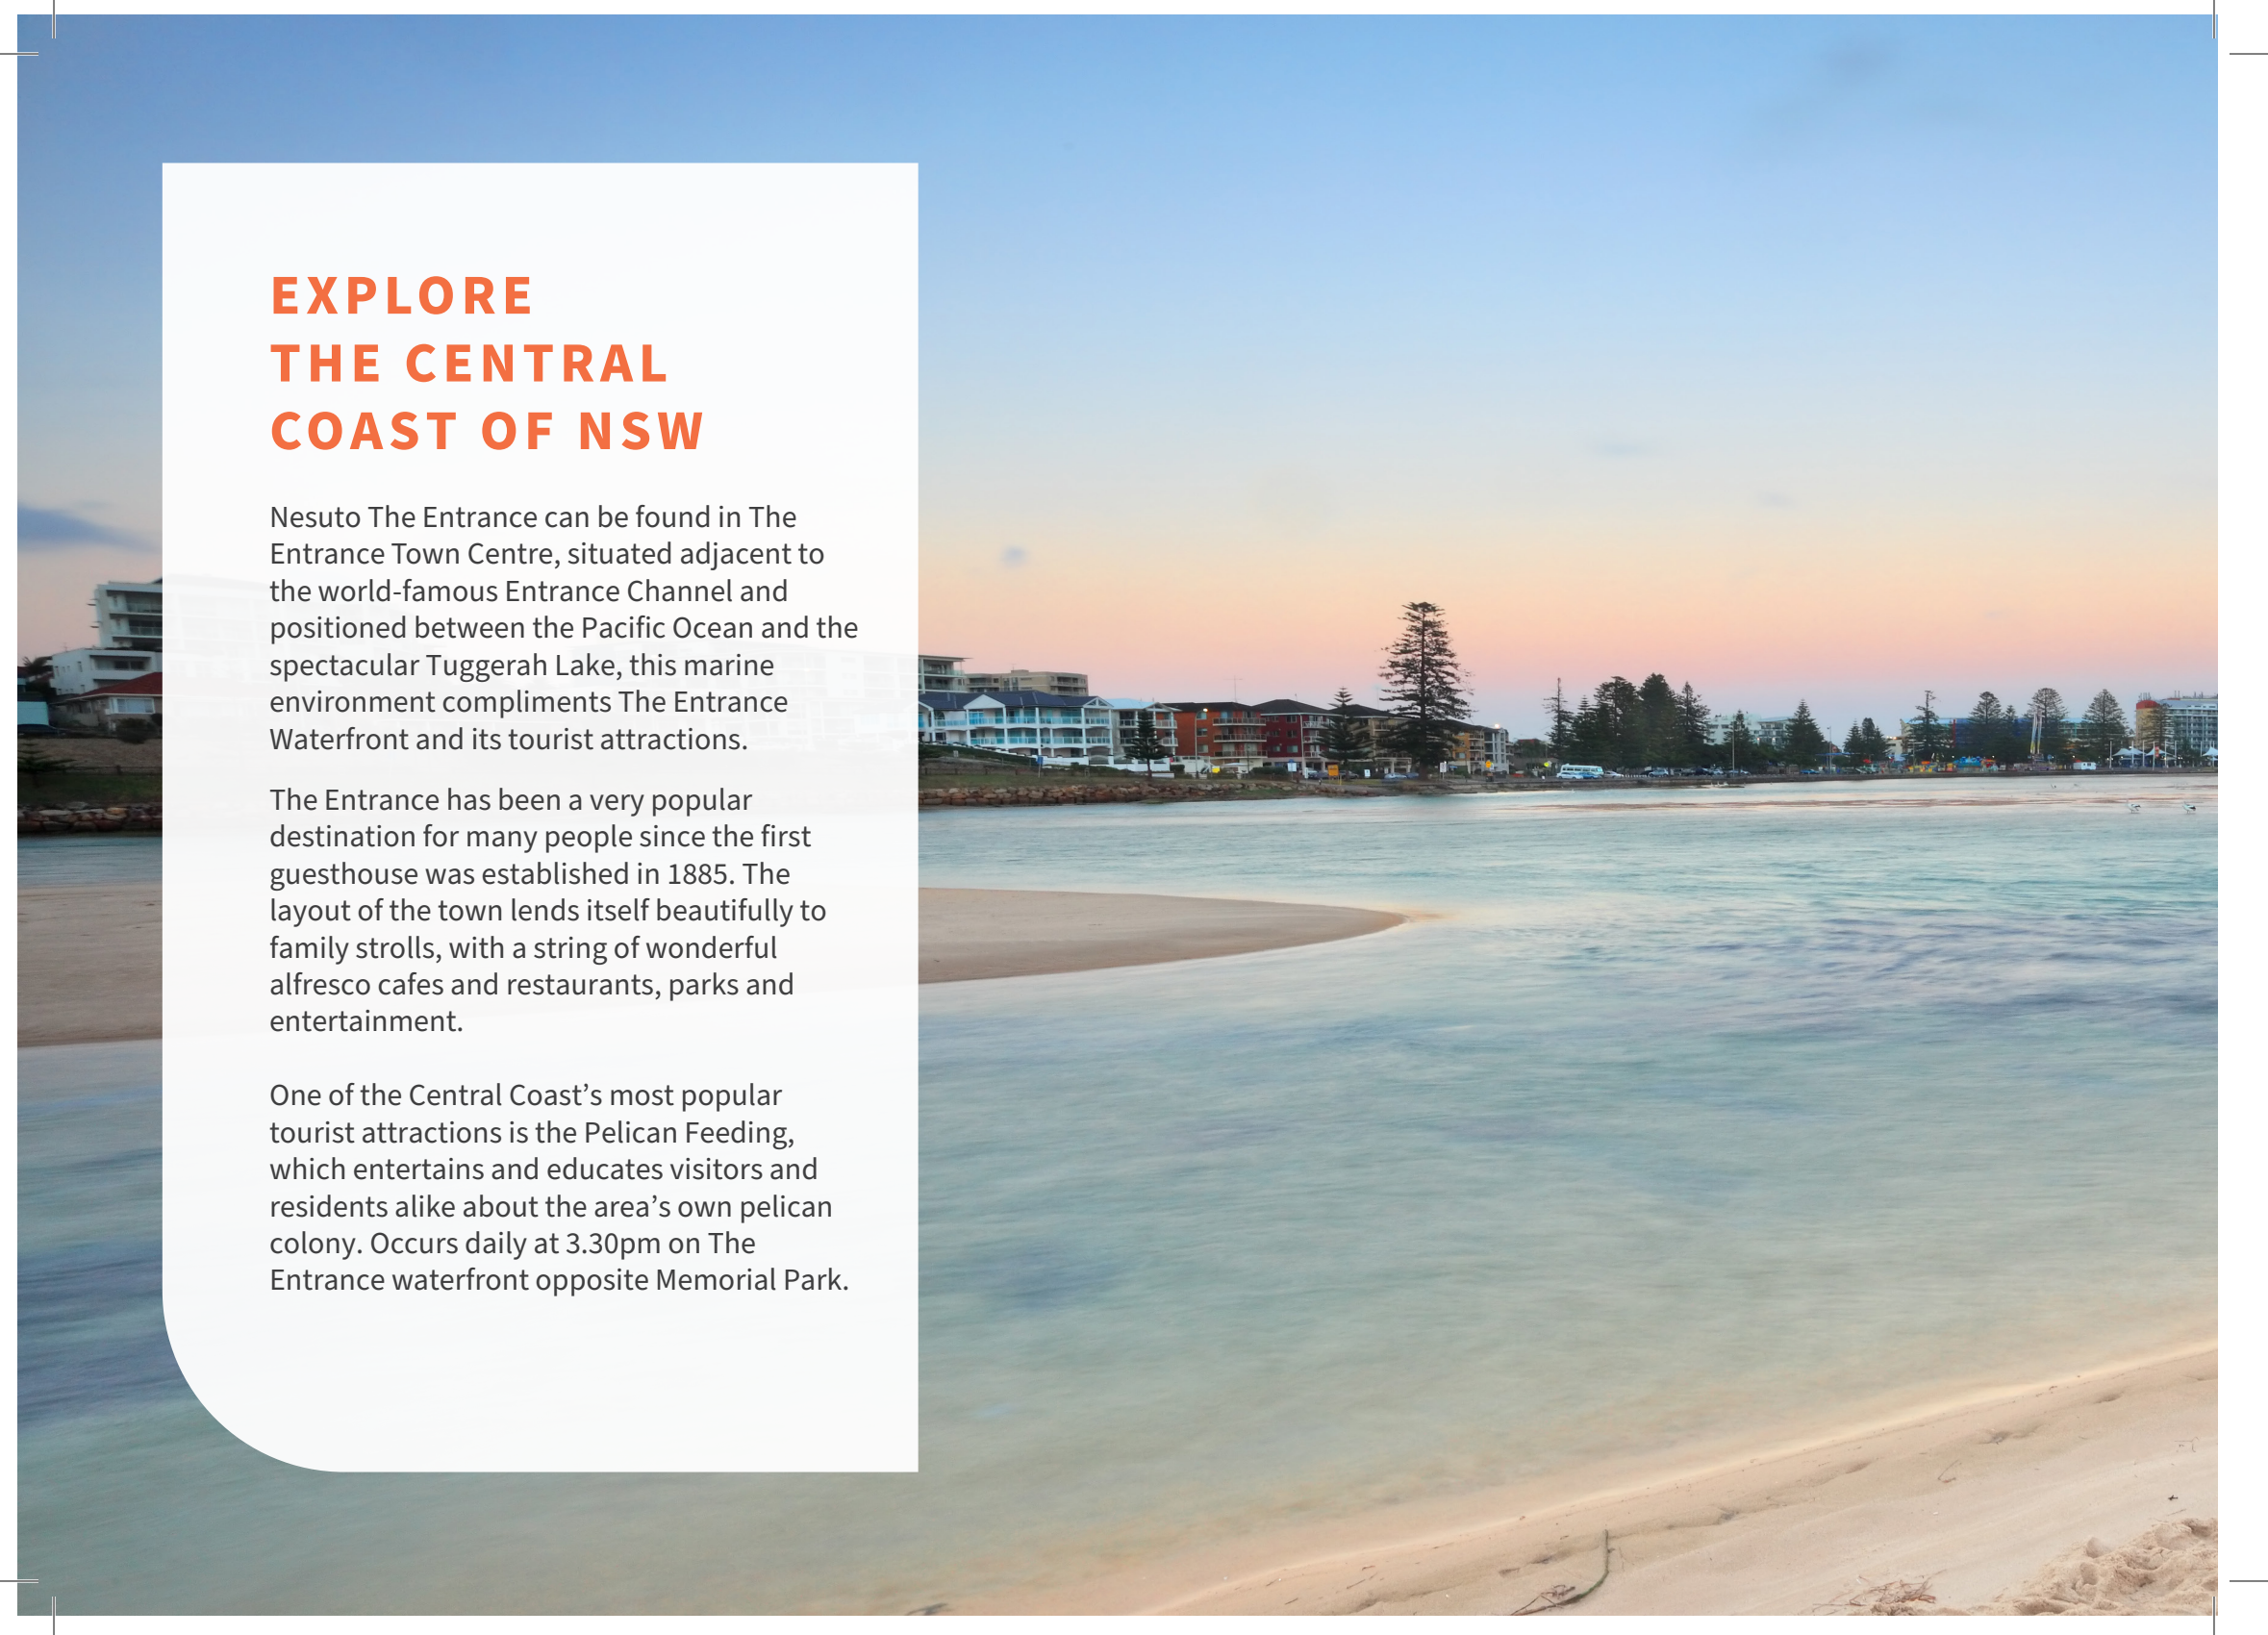 EXPLORE
THE CENTRAL
COAST OF NSW
Nesuto The Entrance can be found in The
Entrance Town Centre, situated adjacent to
the world-famous Entrance Channel and
positioned between the Pacific Ocean and the
spectacular Tuggerah Lake, this marine
environment compliments The Entrance
Waterfront and its tourist attractions.
The Entrance has been a very popular
destination for many people since the first
guesthouse was established in 1885. The
layout of the town lends itself beautifully to
family strolls, with a string of wonderful
alfresco cafes and restaurants, parks and
entertainment.
One of the Central Coast’s most popular
tourist attractions is the Pelican Feeding,
which entertains and educates visitors and
residents alike about the area’s own pelican
colony. Occurs daily at 3.30pm on The
Entrance waterfront opposite Memorial Park.